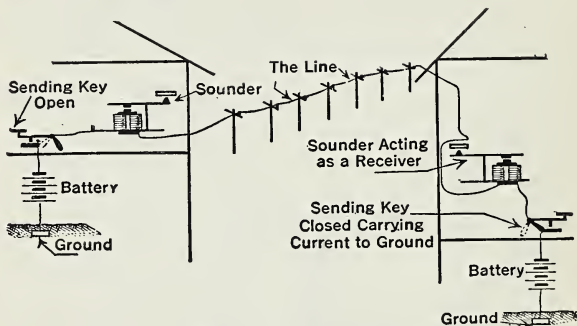 Sending Key
Open
Sounder
The Line
Battery
Ground
Sounder Acting
as a Receiver
Sending Key
Closed Carrying
Current to Ground
Battery
Ground